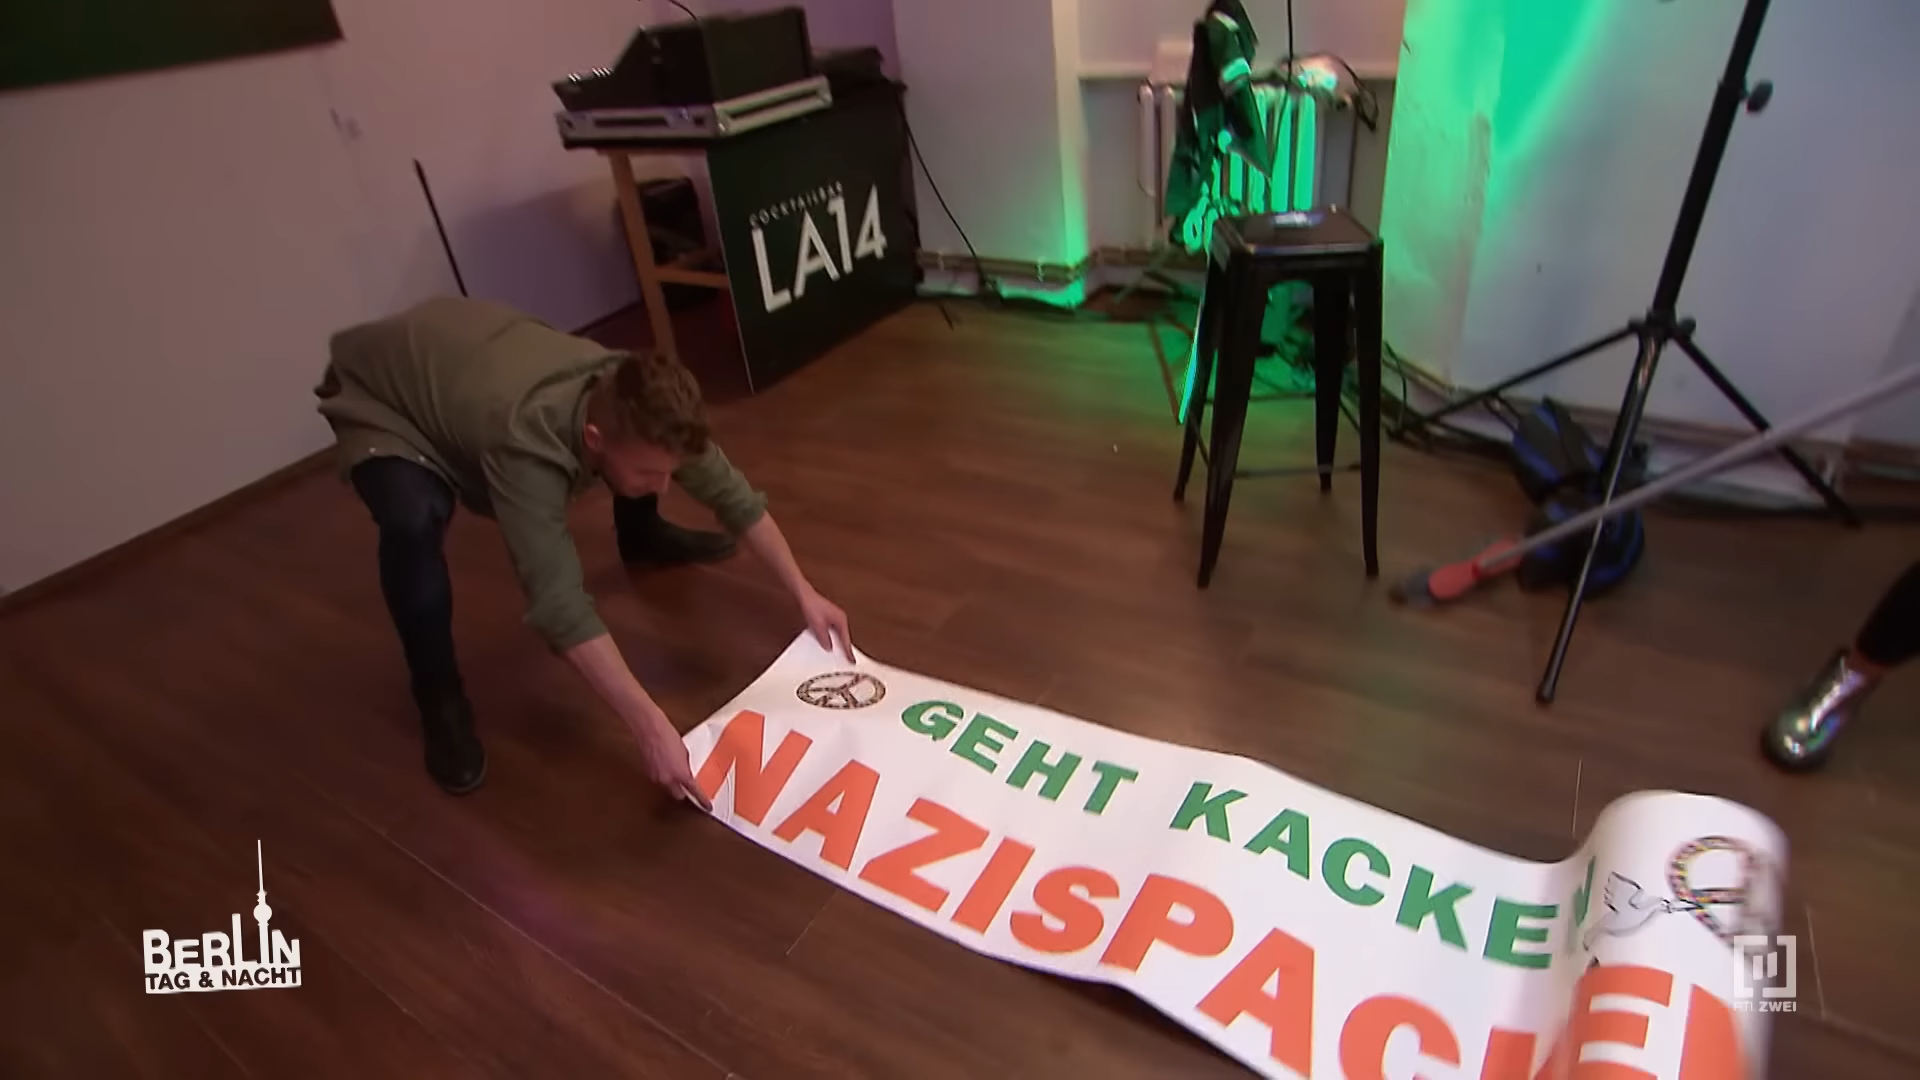 COCKTAILBAR
LA14
GEHT KACKEN
NAZISPACKEN
BERLIN
TAG & NACHT
RTL ZWEI